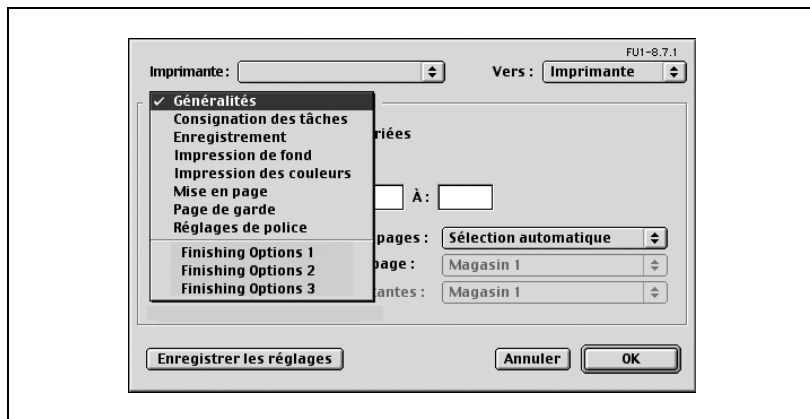 FU1-8.7.1
Imprimante : Vers : Imprimante
✓ Généralités
Consignation des tâches
Enregistrement
Impression de fond
Impression des couleurs
Mise en page
Page de garde
Réglages de police
Finishing Options 1
Finishing Options 2
Finishing Options 3
riées
À :
pages : Sélection automatique
page : Magasin 1
tantes : Magasin 1
Enregistrer les réglages Annuler OK